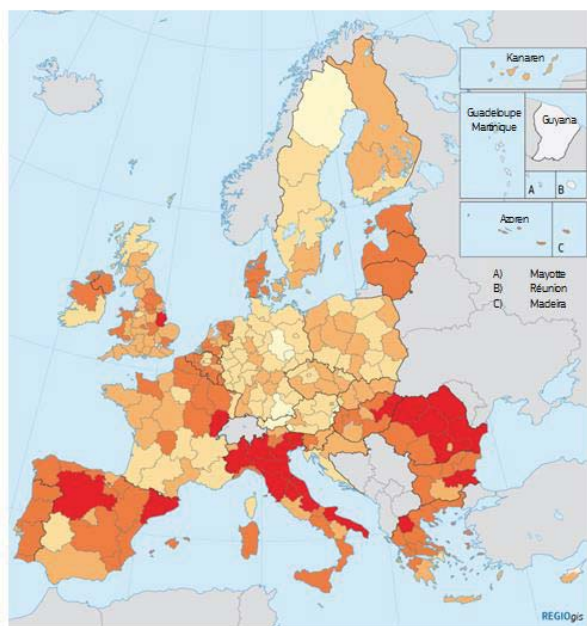 Kanaren
Guadeloupe
Martinique
Guyana
A
B
Azoren
C
A) Mayotte
B) Réunion
C) Madeira
REGIOgis